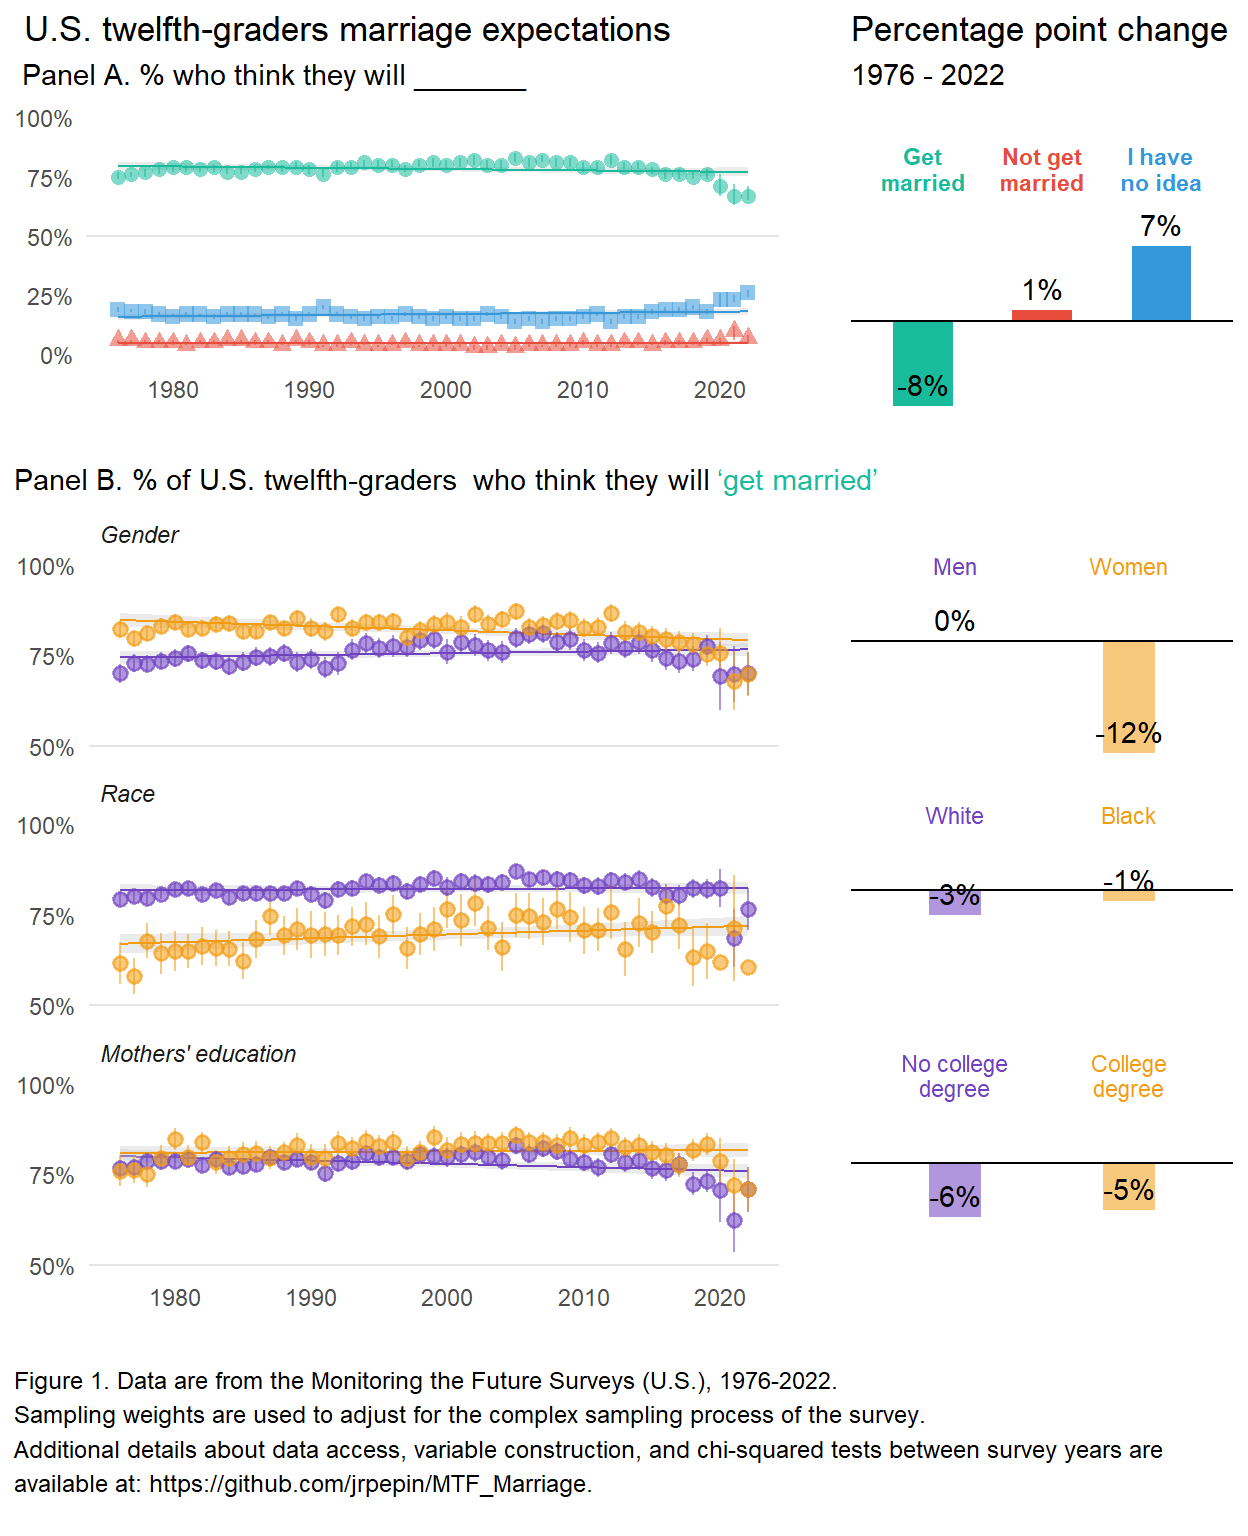 U.S. twelfth-graders marriage expectations
Percentage point change
Panel A. % who think they will _______
1976 - 2022
100%
75%
50%
25%
0%
1980
1990
2000
2010
2020
Get
married
Not get
married
I have
no idea
-8%
1%
7%
Panel B. % of U.S. twelfth-graders  who think they will ‘get married’
Gender
100%
75%
50%
Men
Women
0%
-12%
Race
100%
75%
50%
White
Black
-3%
-1%
Mothers' education
100%
75%
50%
1980
1990
2000
2010
2020
No college
degree
College
degree
-6%
-5%
Figure 1. Data are from the Monitoring the Future Surveys (U.S.), 1976-2022.
Sampling weights are used to adjust for the complex sampling process of the survey.
Additional details about data access, variable construction, and chi-squared tests between survey years are
available at: https://github.com/jrpepin/MTF_Marriage.